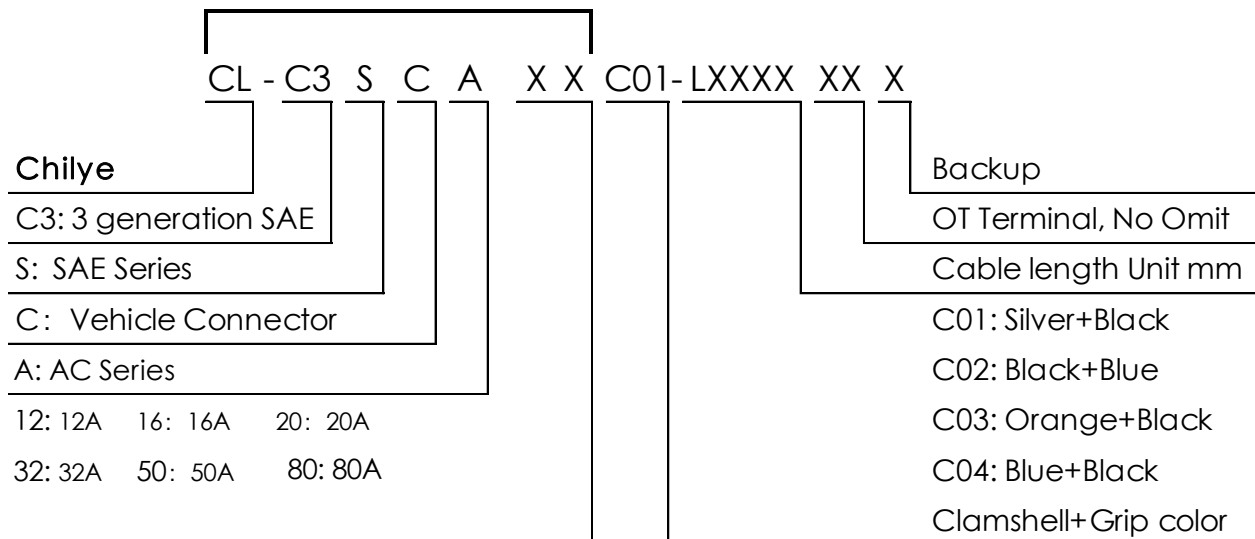 CL - C3 S C A X X C01- LXXXX XX X
Chilye
Backup
C3: 3 generation SAE
OT Terminal, No Omit
S: SAE Series
Cable length Unit mm
C: Vehicle Connector
C01: Silver+Black
A: AC Series
C02: Black+Blue
12: 12A 16: 16A 20: 20A
C03: Orange+Black
32: 32A 50: 50A 80: 80A
C04: Blue+Black
Clamshell+Grip color